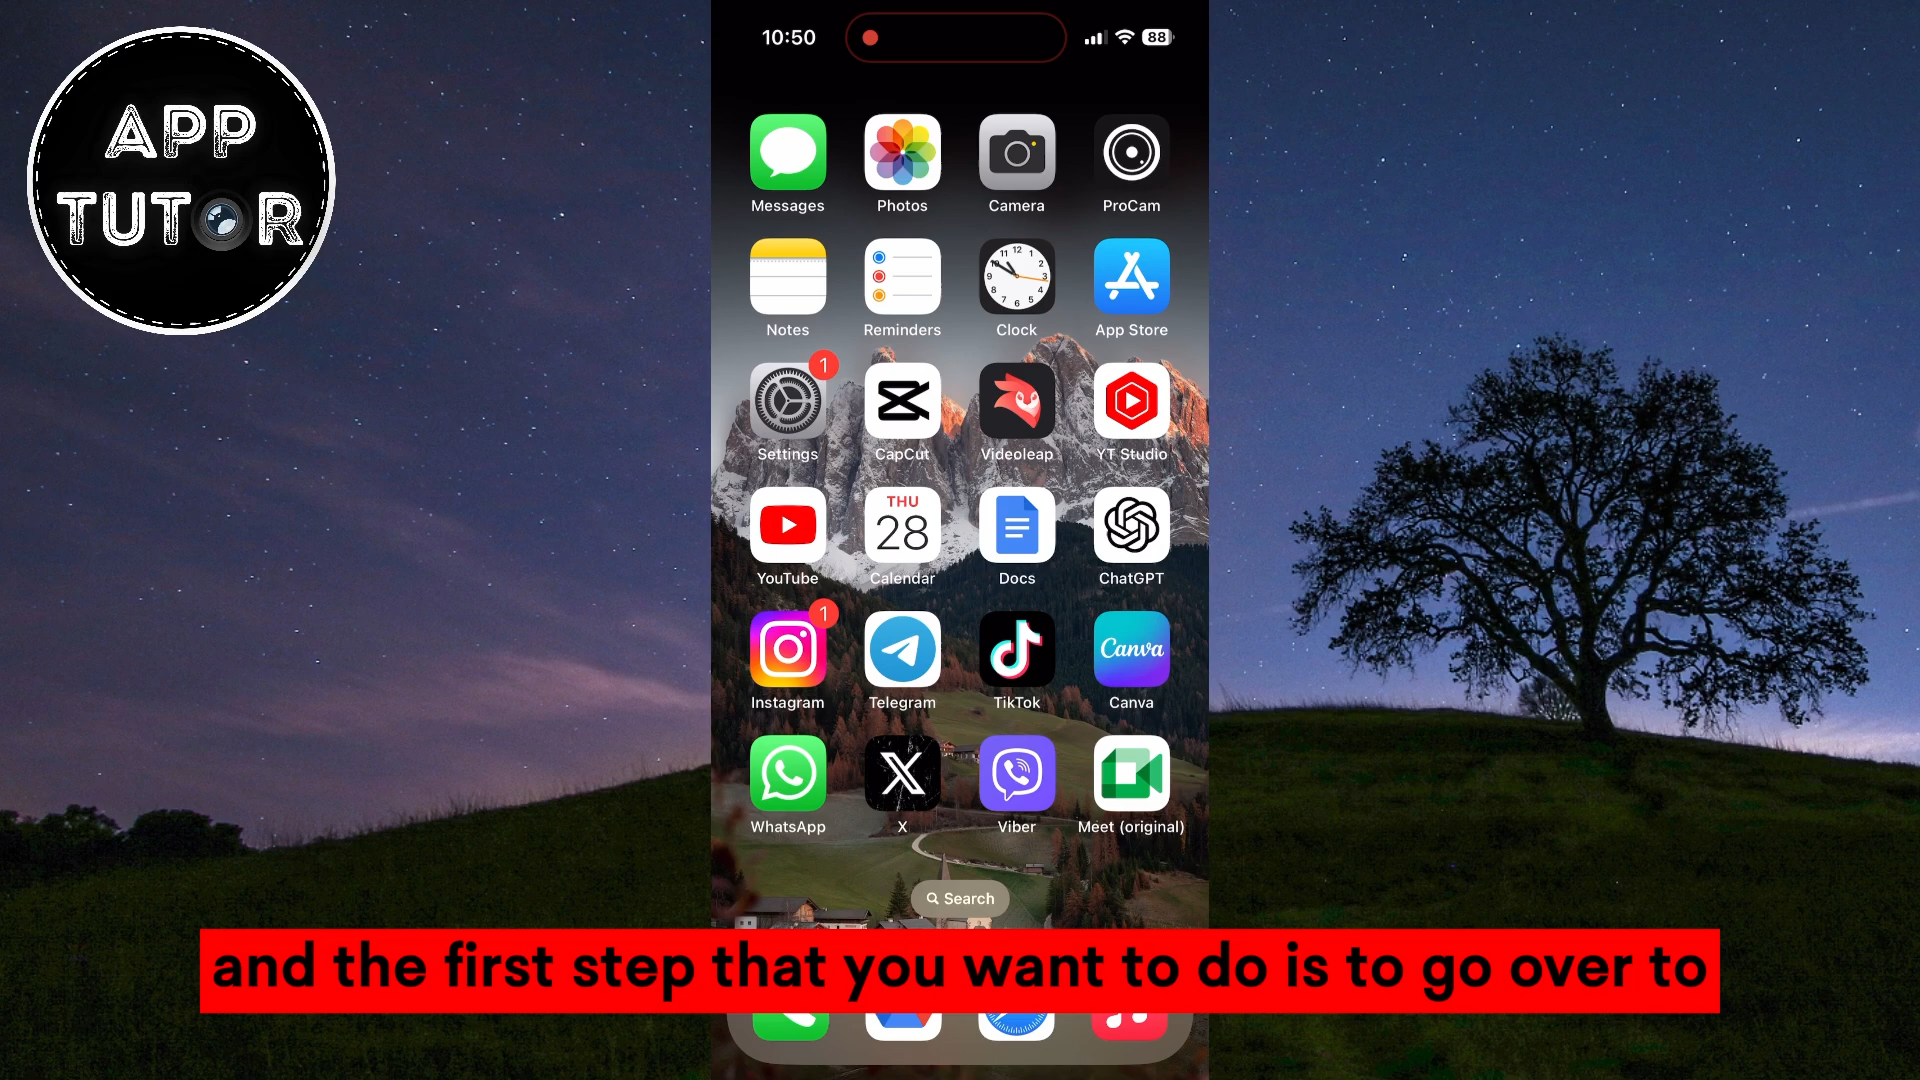 APP
TUTOR
10:50
88
Messages
Photos
Camera
ProCam
Notes
Reminders
Clock
App Store
1
Settings
CapCut
Videoleap
YT Studio
THU
28
YouTube
Calendar
Docs
ChatGPT
1
Canva
Instagram
Telegram
TikTok
Canva
WhatsApp
X
Viber
Meet (original)
Search
and the first step that you want to do is to go over to